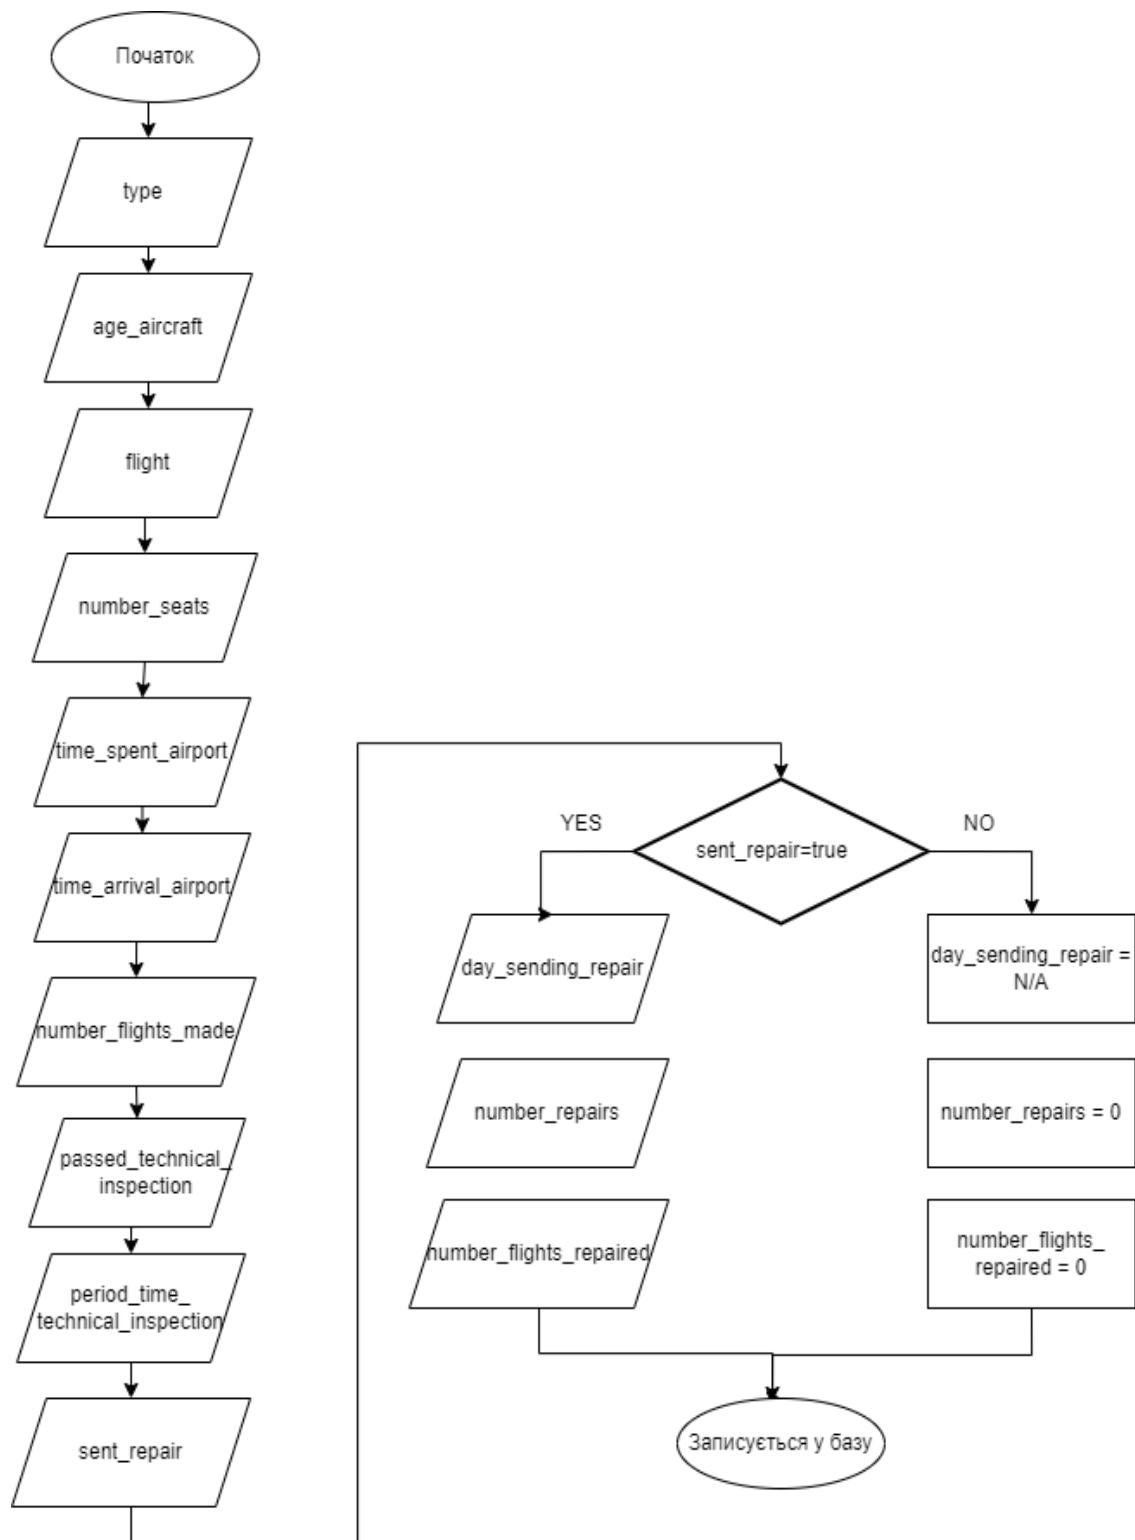 Початок
type
age_aircraft
flight
number_seats
time_spent_airport
time_arrival_airport
number_flights_made
passed_technical_
inspection
period_time_
technical_inspection
sent_repair
sent_repair=true
YES
NO
day_sending_repair
number_repairs
number_flights_repaired
day_sending_repair =
N/A
number_repairs = 0
number_flights_
repaired = 0
Записується у базу